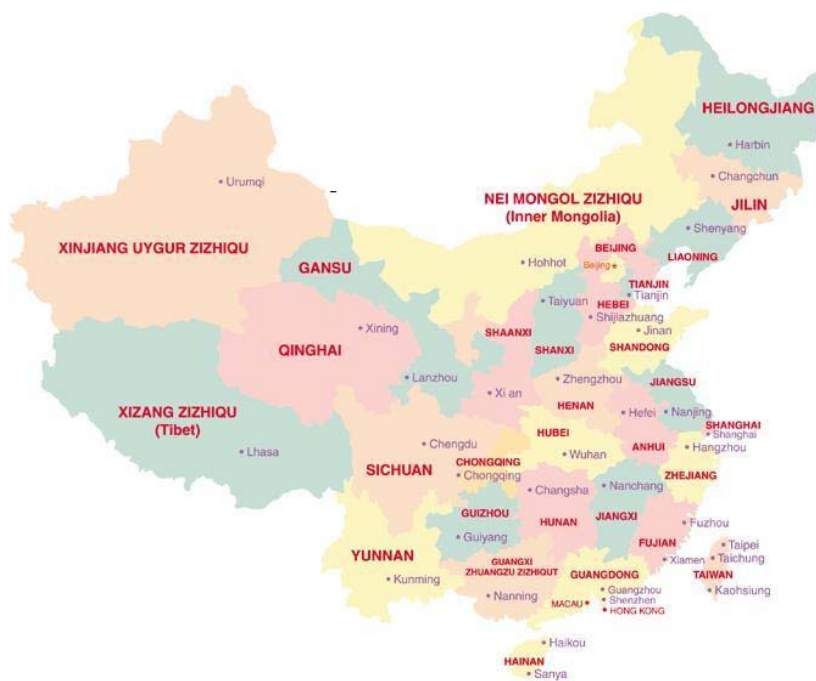 HEILONGJIANG
Harbin
Urumqi
Changchun
NEI MONGOL ZIZHIQU
(Inner Mongolia)
JILIN
Shenyang
XINJIANG UYGUR ZIZHIQU
BEIJING
LIAONING
GANSU
Hohhot
Beijing
TIANJIN
Tianjin
Taiyuan
HEBEI
Shijiazhuang
Xining
SHAANXI
Jinan
QINGHAI
SHANXI
SHANDONG
Lanzhou
Zhengzhou
JIANGSU
Xi an
HENAN
XIZANG ZIZHIQU
(Tibet)
Hefei
Nanjing
SHANGHAI
Shanghai
HUBEI
Chengdu
ANHUI
Hangzhou
Lhasa
Wuhan
CHONGQING
SICHUAN
Chongqing
ZHEJIANG
Changsha
Nanchang
GUIZHOU
HUNAN
JIANGXI
Fuzhou
Guiyang
FUJIAN
Taipei
YUNNAN
GUANGXI
ZHUANGZU ZIZHIQUT
Xiamen
Taichung
Kunming
GUANGDONG
TAIWAN
Guangzhou
Kaohsiung
Nanning
Shenzhen
MACAU
HONG KONG
Haikou
HAINAN
Sanya